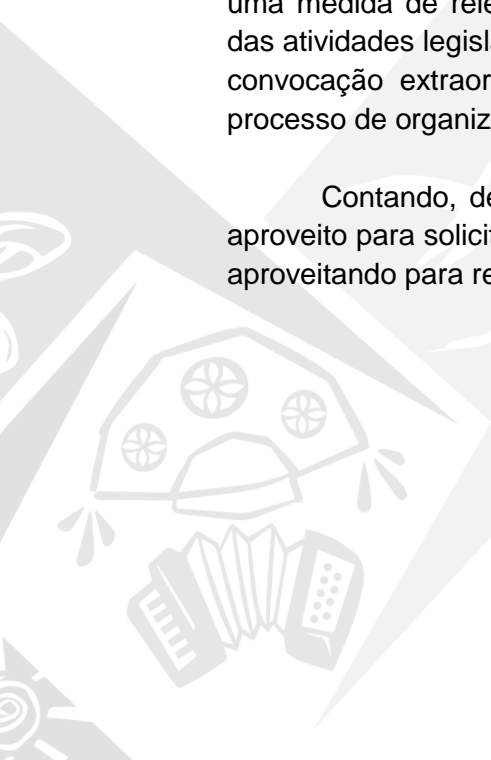 uma medida de rele
das atividades legisl
convocação extraor
processo de organiz
Contando, de
aproveito para solicit
aproveitando para re